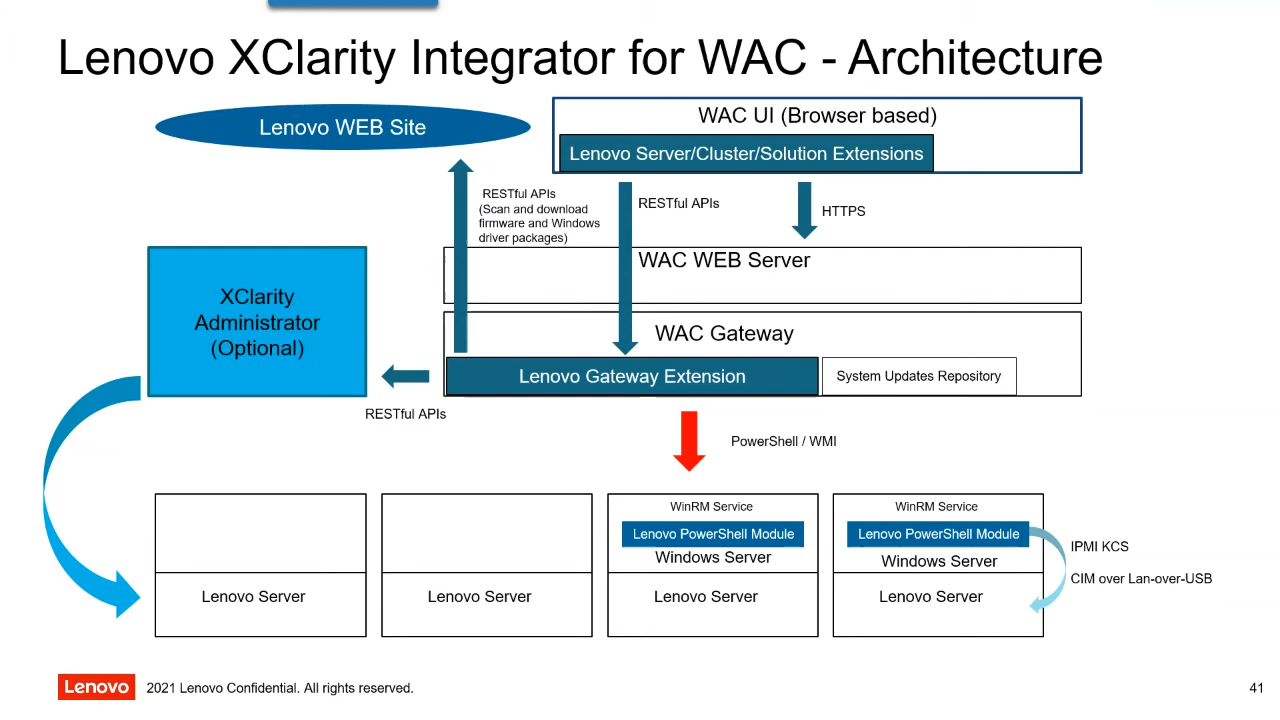 Lenovo XClarity Integrator for WAC - Architecture
Lenovo WEB Site
WAC UI (Browser based)
Lenovo Server/Cluster/Solution Extensions
RESTful APIs
(Scan and download
firmware and Windows
driver packages)
RESTful APIs
HTTPS
WAC WEB Server
XClarity
Administrator
(Optional)
WAC Gateway
Lenovo Gateway Extension
System Updates Repository
RESTful APIs
PowerShell / WMI
WinRM Service
Lenovo PowerShell Module
Windows Server
WinRM Service
Lenovo PowerShell Module
Windows Server
IPMI KCS
CIM over Lan-over-USB
Lenovo Server
Lenovo Server
Lenovo Server
Lenovo Server
Lenovo
2021 Lenovo Confidential. All rights reserved.
41